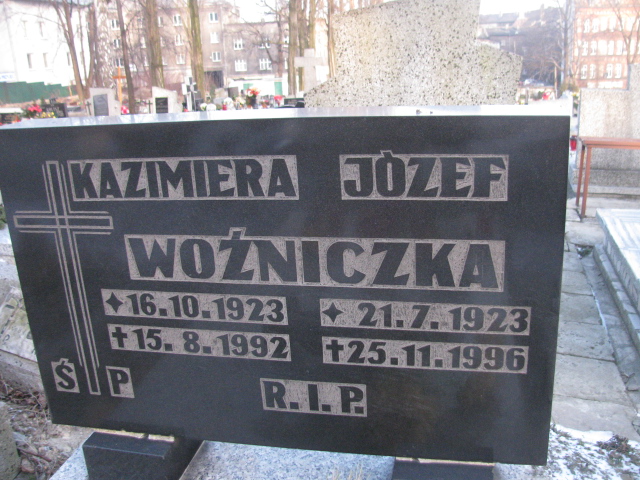 KAZIMIERA JÓZEF
WOŹNICZKA
✦16.10.1923 ✦21.7.1923
✝15.8.1992 ✝25.11.1996
Ś P
R.I.P.